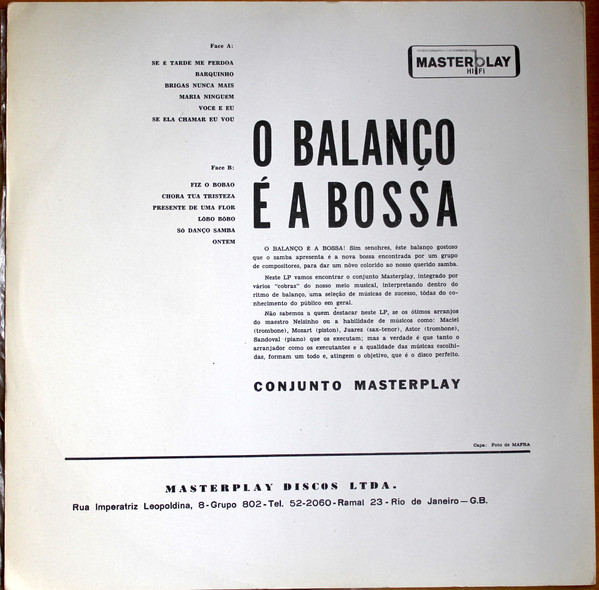 Face A:
SE É TARDE ME PERDOA
BARQUINHO
BRIGAS NUNCA MAIS
MARIA NINGUÉM
VOCÊ E EU
SE ELA CHAMAR EU VOU
MASTERPLAY
HI FI
O BALANÇO
É A BOSSA
Face B:
FIZ O BOBÃO
CHORA TUA TRISTEZA
PRESENTE DE UMA FLOR
LÔBO BÔBO
SÓ DANÇO SAMBA
ONTEM
O BALANÇO É A BOSSA! Sim senhores, êste balanço gostoso
que o samba apresenta é a nova bossa encontrada por um grupo
de compositores, para dar um nôvo colorido ao nosso querido samba.
Neste LP vamos encontrar o conjunto Masterplay, integrado por
vários "cobras" do nosso meio musical, interpretando dentro do
ritmo de balanço, uma seleção de músicas de sucesso, tôdas do co-
nhecimento do público em geral.
Não sabemos a quem destacar neste LP, se os ótimos arranjos
do maestro Nelsinho ou a habilidade de músicos como: Maciel
(trombone), Mozart (piston), Juarez (sax-tenor), Astor (trombone),
Sandoval (piano) que os executam; mas a verdade é que tanto o
arranjador como os executantes e a qualidade das músicas escolhi-
das, formam um todo e, atingem o objetivo, que é o disco perfeito.
CONJUNTO MASTERPLAY
Capa: Foto de MAFRA
MASTERPLAY DISCOS LTDA.
Rua Imperatriz Leopoldina, 8-Grupo 802-Tel. 52-2060-Ramal 23-Rio de Janeiro—G.B.